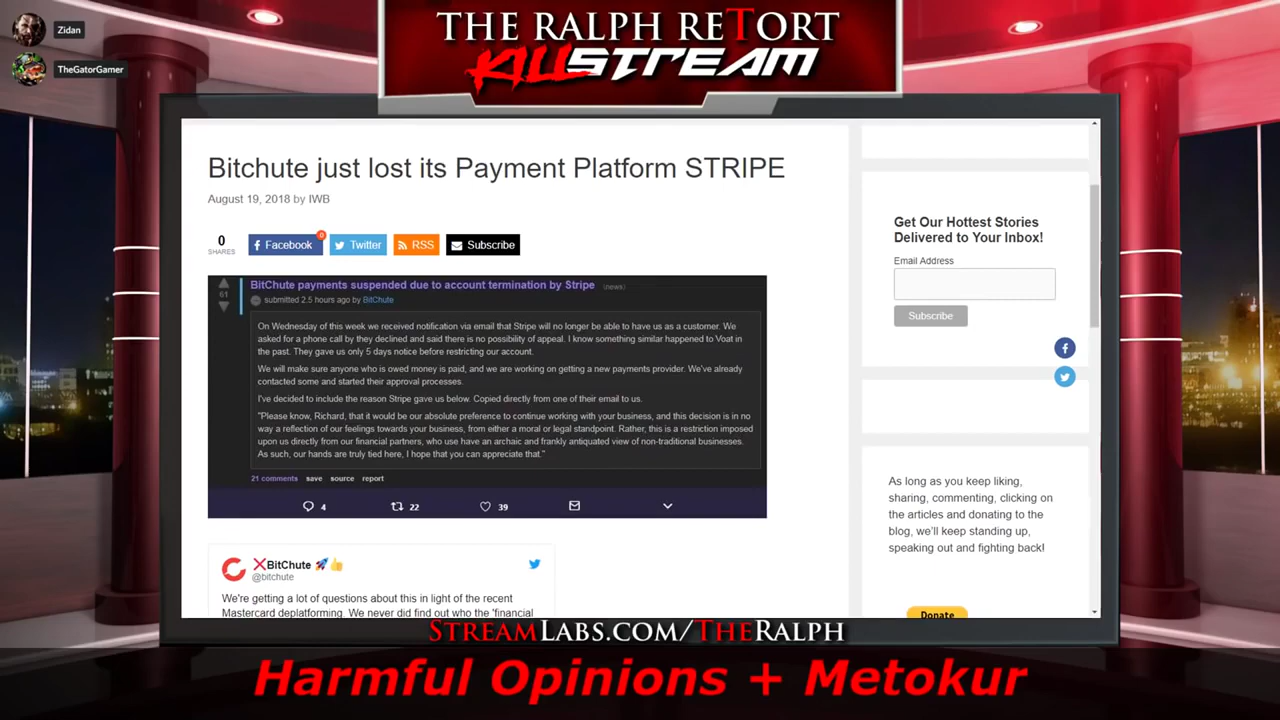 Zidan
TheGatorGamer
THE RALPH RETORT
KILLSTREAM
Bitchute just lost its Payment Platform STRIPE
August 19, 2018 by IWB
0
SHARES
Facebook
0
Twitter
RSS
Subscribe
61
BitChute payments suspended due to account termination by Stripe (news)
submitted 2.5 hours ago by BitChute
On Wednesday of this week we received notification via email that Stripe will no longer be able to have us as a customer. We
asked for a phone call by they declined and said there is no possibility of appeal. I know something similar happened to Voat in
the past. They gave us only 5 days notice before restricting our account.
We will make sure anyone who is owed money is paid, and we are working on getting a new payments provider. We've already
contacted some and started their approval processes.
I've decided to include the reason Stripe gave us below. Copied directly from one of their email to us.
"Please know, Richard, that it would be our absolute preference to continue working with your business, and this decision is in no
way a reflection of our feelings towards your business, from either a moral or legal standpoint. Rather, this is a restriction imposed
upon us directly from our financial partners, who use have an archaic and frankly antiquated view of non-traditional businesses.
As such, our hands are truly tied here, I hope that you can appreciate that."
21 comments save source report
4 22 39
BitChute
@bitchute
We're getting a lot of questions about this in light of the recent
Mastercard deplatforming. We never did find out who the 'financial
Get Our Hottest Stories
Delivered to Your Inbox!
Email Address
Subscribe
As long as you keep liking,
sharing, commenting, clicking on
the articles and donating to the
blog, we'll keep standing up,
speaking out and fighting back!
Donate
STREAMLABS.COM/THERALPH
Harmful Opinions + Metokur